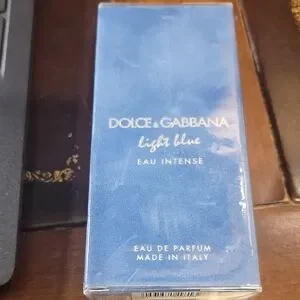 DOLCE & GABBANA
light blue
EAU INTENSE
EAU DE PARFUM
MADE IN ITALY